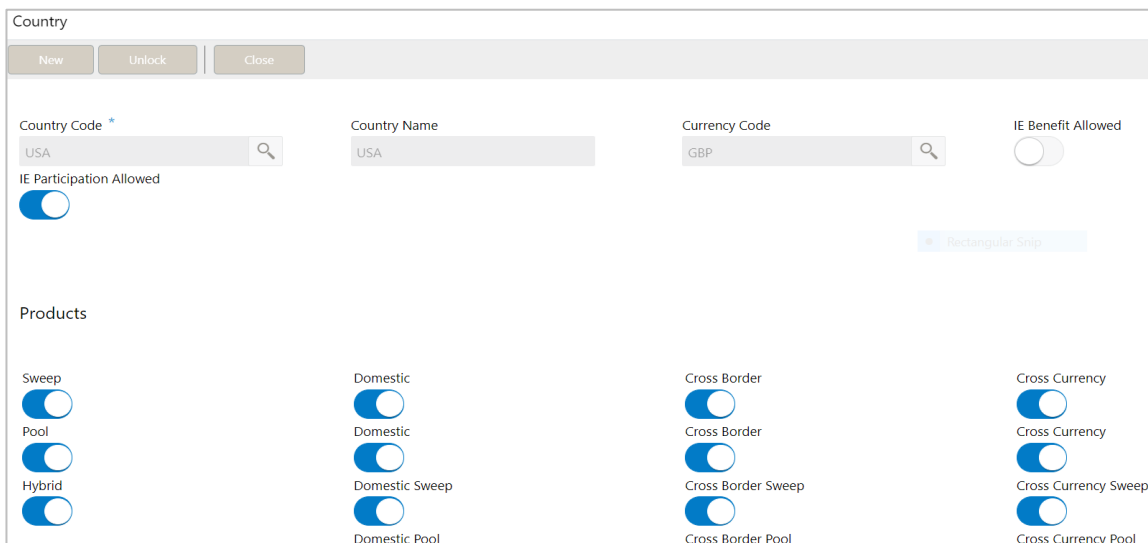 Country
New Unlock Close
Country Code * Country Name Currency Code IE Benefit Allowed
USA USA GBP
IE Participation Allowed
Rectangular Snip
Products
Sweep Domestic Cross Border Cross Currency
Pool Domestic Cross Border Cross Currency
Hybrid Domestic Sweep Cross Border Sweep Cross Currency Sweep
Domestic Pool Cross Border Pool Cross Currency Pool